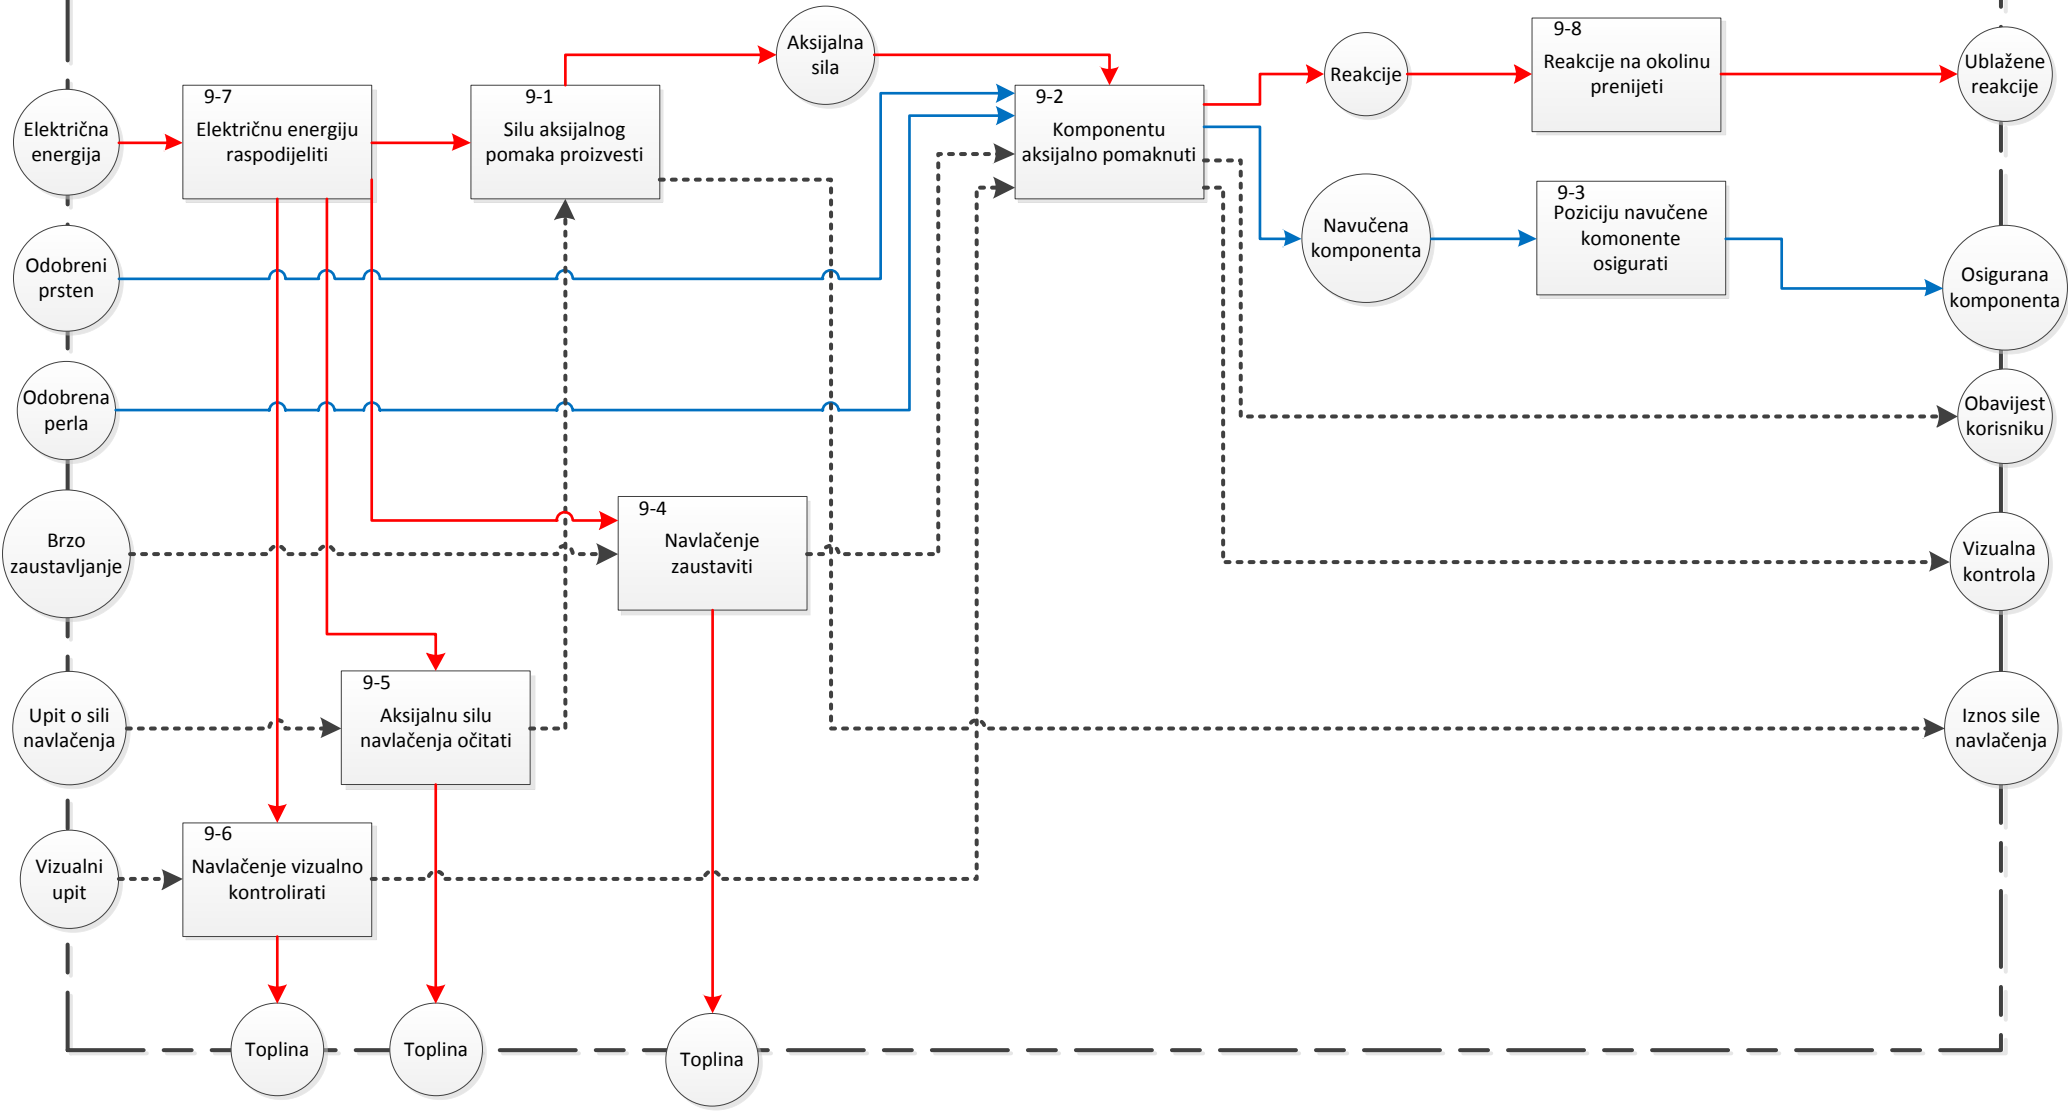 Aksijalna
sila
9-8
Reakcije na okolinu
prenijeti
Reakcije
Ublažene
reakcije
Električna
energija
9-7
Električnu energiju
raspodijeliti
9-1
Silu aksijalnog
pomaka proizvesti
9-2
Komponentu
aksijalno pomaknuti
Navučena
komponenta
9-3
Poziciju navučene
komonente
osigurati
Odobreni
prsten
Osigurana
komponenta
Odobrena
perla
Obavijest
korisniku
Brzo
zaustavljanje
9-4
Navlačenje
zaustaviti
Vizualna
kontrola
Upit o sili
navlačenja
9-5
Aksijalnu silu
navlačenja očitati
Iznos sile
navlačenja
Vizualni
upit
9-6
Navlačenje vizualno
kontrolirati
Toplina
Toplina
Toplina